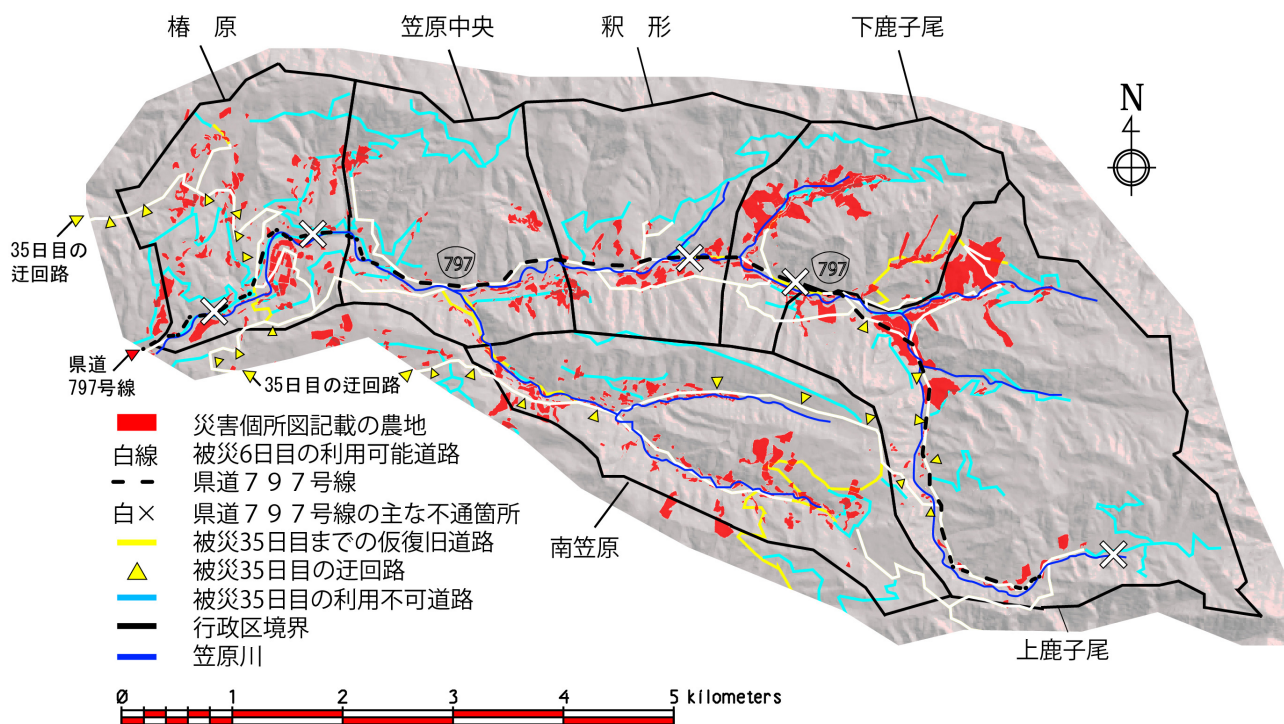 椿　原
笠原中央
釈　形
下鹿子尾
N
35日目の
迂回路
797
797
県道
797号線
35日目の迂回路
災害個所図記載の農地
白線 被災6日目の利用可能道路
県道７９７号線
白× 県道７９７号線の主な不通箇所
被災35日目までの仮復旧道路
被災35日目の迂回路
被災35日目の利用不可道路
行政区境界
笠原川
南笠原
上鹿子尾
0 1 2 3 4 5 kilometers